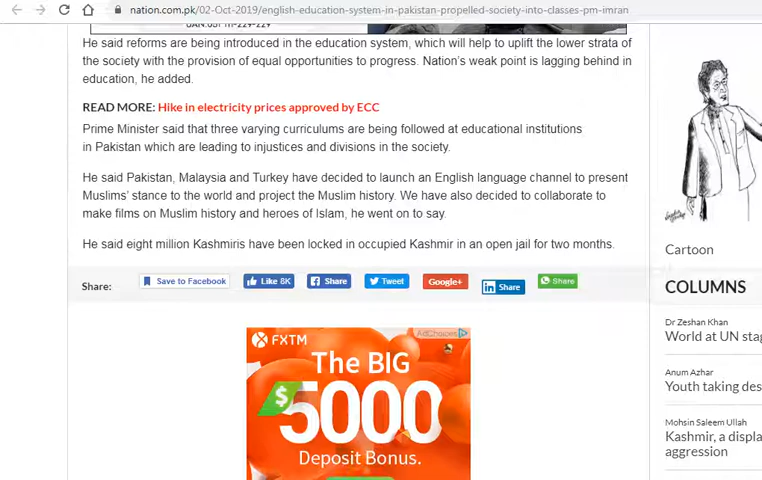 nation.com.pk/02-Oct-2019/english-education-system-in-pakistan-propelled-society-into-classes-pm-imran
He said reforms are being introduced in the education system, which will help to uplift the lower strata of
the society with the provision of equal opportunities to progress. Nation's weak point is lagging behind in
education, he added.
READ MORE: Hike in electricity prices approved by ECC
Prime Minister said that three varying curriculums are being followed at educational institutions
in Pakistan which are leading to injustices and divisions in the society.
He said Pakistan, Malaysia and Turkey have decided to launch an English language channel to present
Muslims' stance to the world and project the Muslim history. We have also decided to collaborate to
make films on Muslim history and heroes of Islam, he went on to say.
He said eight million Kashmiris have been locked in occupied Kashmir in an open jail for two months.
Cartoon
Share:
Save to Facebook
Like 8K
Share
Tweet
Google+
Share
Share
COLUMNS
Dr Zeshan Khan
World at UN stag
Anum Azhar
Youth taking des
Mohsin Saleem Ullah
Kashmir, a displa
aggression
AdChoices
FXTM
The BIG
$5000
Deposit Bonus.